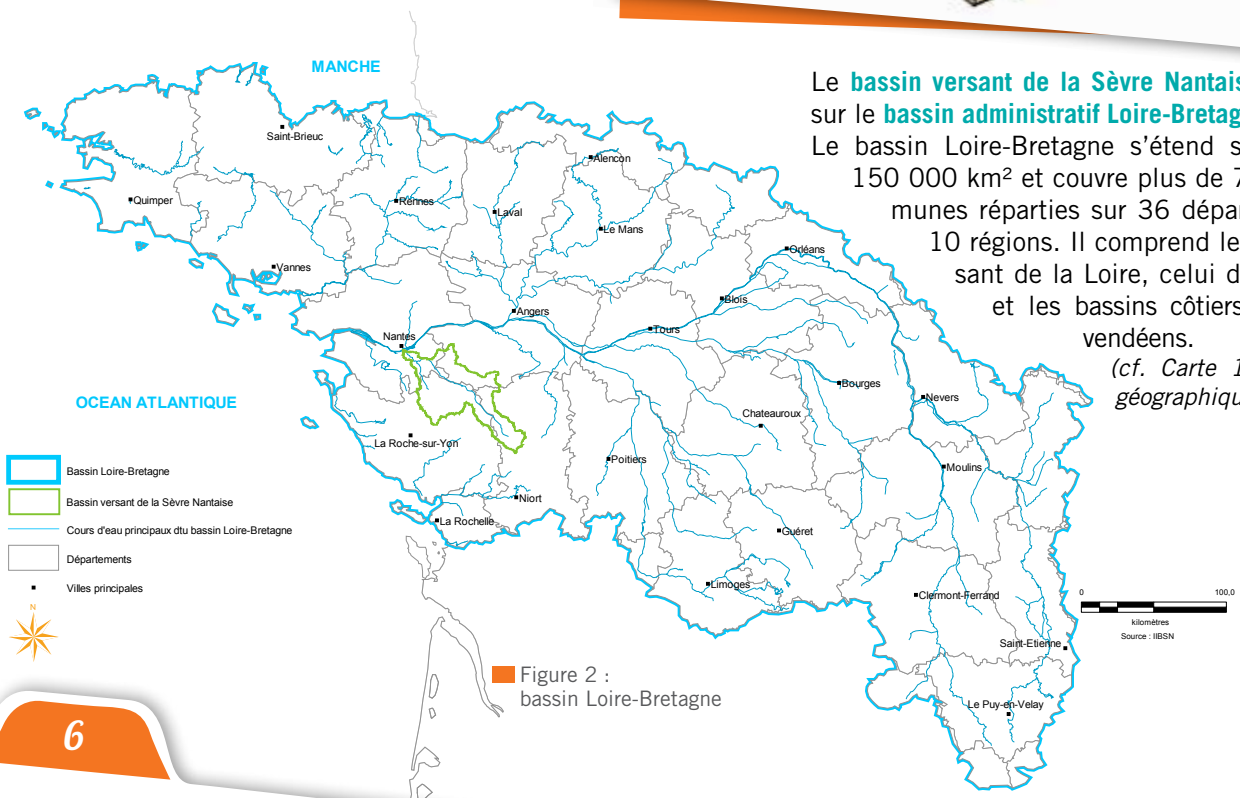 Le bassin versant de la Sèvre Nantais
sur le bassin administratif Loire-Bretag
Le bassin Loire-Bretagne s'étend s
150 000 km² et couvre plus de 7
munes réparties sur 36 dépar
10 régions. Il comprend le
sant de la Loire, celui d
et les bassins côtiers
vendéens.
(cf. Carte 1
géographiqu
MANCHE
Saint-Brieuc
Alencon
Quimper
Rennes
Laval
Le Mans
Orléans
Vannes
Blois
Angers
Tours
Nantes
Bourges
Nevers
OCEAN ATLANTIQUE
Chateauroux
La Roche-sur-Yon
Poitiers
Moulins
Niort
La Rochelle
Guéret
Limoges
Clermont-Ferrand
Saint-Etienne
Le Puy-en-Velay
Bassin Loire-Bretagne
Bassin versant de la Sèvre Nantaise
Cours d'eau principaux dtu bassin Loire-Bretagne
Départements
Villes principales
N
0 100,0
kilomètres
Source : IIBSN
Figure 2 :
bassin Loire-Bretagne
6